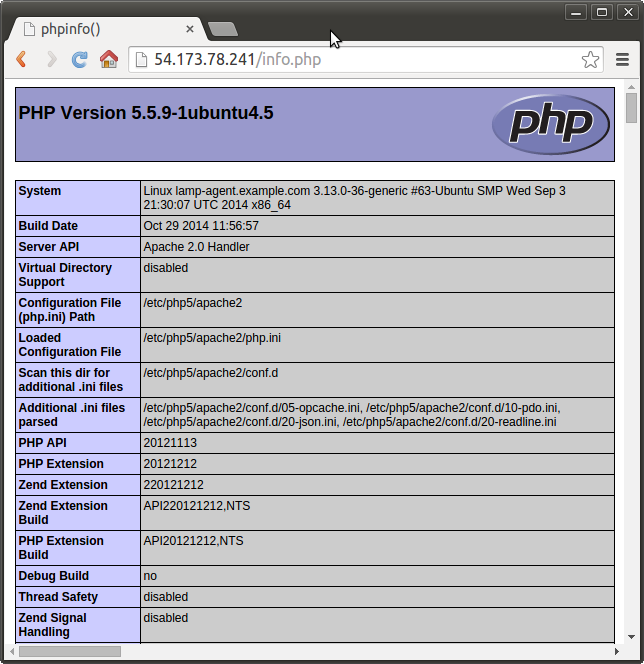 phpinfo()
54.173.78.241/info.php
PHP Version 5.5.9-1ubuntu4.5
php
System
Linux lamp-agent.example.com 3.13.0-36-generic #63-Ubuntu SMP Wed Sep 3
21:30:07 UTC 2014 x86_64
Build Date
Oct 29 2014 11:56:57
Server API
Apache 2.0 Handler
Virtual Directory
Support
disabled
Configuration File
(php.ini) Path
/etc/php5/apache2
Loaded
Configuration File
/etc/php5/apache2/php.ini
Scan this dir for
additional .ini files
/etc/php5/apache2/conf.d
Additional .ini files
parsed
/etc/php5/apache2/conf.d/05-opcache.ini, /etc/php5/apache2/conf.d/10-pdo.ini,
/etc/php5/apache2/conf.d/20-json.ini, /etc/php5/apache2/conf.d/20-readline.ini
PHP API
20121113
PHP Extension
20121212
Zend Extension
220121212
Zend Extension
Build
API220121212,NTS
PHP Extension
Build
API20121212,NTS
Debug Build
no
Thread Safety
disabled
Zend Signal
Handling
disabled